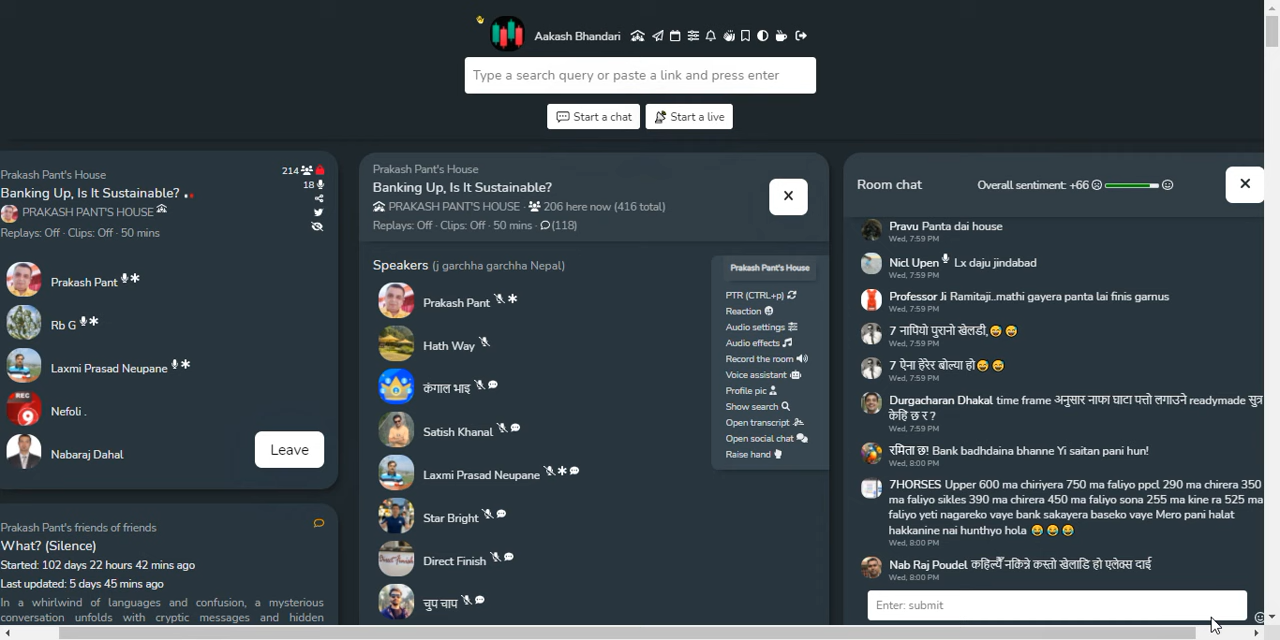 Aakash Bhandari
Type a search query or paste a link and press enter
Start a chat
Start a live
Prakash Pant's House
Banking Up, Is It Sustainable?
PRAKASH PANT'S HOUSE
Replays: Off · Clips: Off · 50 mins
214
18
Prakash Pant
Rb G
Laxmi Prasad Neupane
REC
Nefoli .
Nabaraj Dahal
Leave
Prakash Pant's friends of friends
What? (Silence)
Started: 102 days 22 hours 42 mins ago
Last updated: 5 days 45 mins ago
In a whirlwind of languages and confusion, a mysterious
conversation unfolds with cryptic messages and hidden
Prakash Pant's House
Banking Up, Is It Sustainable?
PRAKASH PANT'S HOUSE · 206 here now (416 total)
Replays: Off · Clips: Off · 50 mins · (118)
Speakers (j garchha garchha Nepal)
Prakash Pant
Hath Way
कंगाल भाइ
Satish Khanal
Laxmi Prasad Neupane
Star Bright
Direct Finish
चुप चाप
Prakash Pant's House
PTR (CTRL+p)
Reaction
Audio settings
Audio effects
Record the room
Voice assistant
Profile pic
Show search
Open transcript
Open social chat
Raise hand
Room chat
Overall sentiment: +66
Pravu Panta dai house
Wed, 7:59 PM
Nicl Upen Lx daju jindabad
Wed, 7:59 PM
Professor Ji Ramitaji..mathi gayera panta lai finis garnus
Wed, 7:59 PM
7 नापियो पुरानो खेलडी,😅 😅
Wed, 7:59 PM
7 ऐना हेरेर बोल्या हो😅 😅
Wed, 7:59 PM
Durgacharan Dhakal time frame अनुसार नाफा घाटा पत्तो लगाउने readymade सुत्र
केहि छ र ?
Wed, 7:59 PM
रमिता छ! Bank badhdaina bhanne Yi saitan pani hun!
Wed, 8:00 PM
7HORSES Upper 600 ma chiriyera 750 ma faliyo ppcl 290 ma chirera 350
ma faliyo sikles 390 ma chirera 450 ma faliyo sona 255 ma kine ra 525 ma
faliyo yeti nagareko vaye bank sakayera baseko vaye Mero pani halat
hakkanine nai hunthyo hola 😂 😂 😂
Wed, 8:00 PM
Nab Raj Poudel कहिल्यैँ नकिन्ने कस्तो खेलाडि हो एलेक्स दाई
Wed, 8:00 PM
Enter: submit